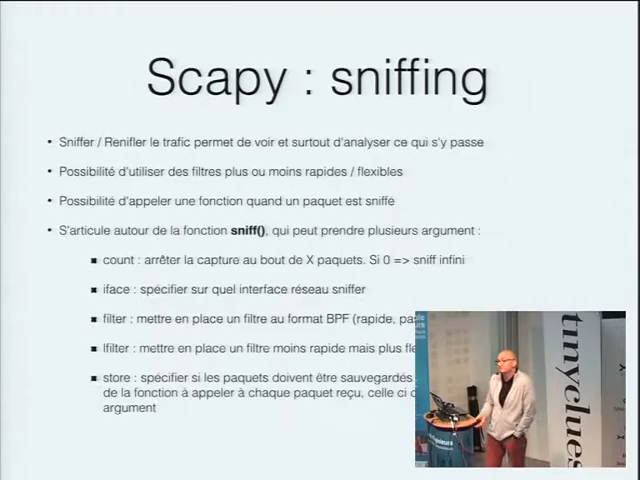 Scapy : sniffing
• Sniffer / Renifler le trafic permet de voir et surtout d'analyser ce qui s'y passe
• Possibilité d'utiliser des filtres plus ou moins rapides / flexibles
• Possibilité d'appeler une fonction quand un paquet est sniffé
• S'articule autour de la fonction sniff(), qui peut prendre plusieurs argument :
▪ count : arrêter la capture au bout de X paquets. Si 0 => sniff infini
▪ iface : spécifier sur quel interface réseau sniffer
▪ filter : mettre en place un filtre au format BPF (rapide, pa
▪ lfilter : mettre en place un filtre moins rapide mais plus fle
▪ store : spécifier si les paquets doivent être sauvegardés
de la fonction à appeler à chaque paquet reçu, celle ci
argument
tmyclues